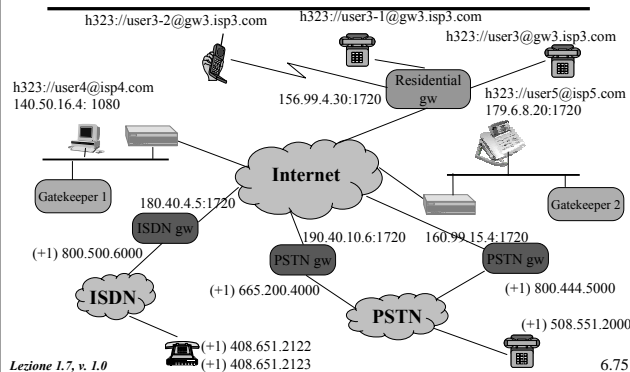 h323://user3-2@gw3.isp3.com
h323://user3-1@gw3.isp3.com
h323://user3@gw3.isp3.com
h323://user4@isp4.com
140.50.16.4: 1080
156.99.4.30:1720
Residential
gw
h323://user5@isp5.com
179.6.8.20:1720
Internet
Gatekeeper 1
Gatekeeper 2
180.40.4.5:1720
ISDN gw
190.40.10.6:1720
160.99.15.4:1720
PSTN gw
PSTN gw
(+1) 800.500.6000
(+1) 665.200.4000
(+1) 800.444.5000
ISDN
PSTN
(+1) 508.551.2000
(+1) 408.651.2122
(+1) 408.651.2123
Lezione 1.7, v. 1.0
6.75